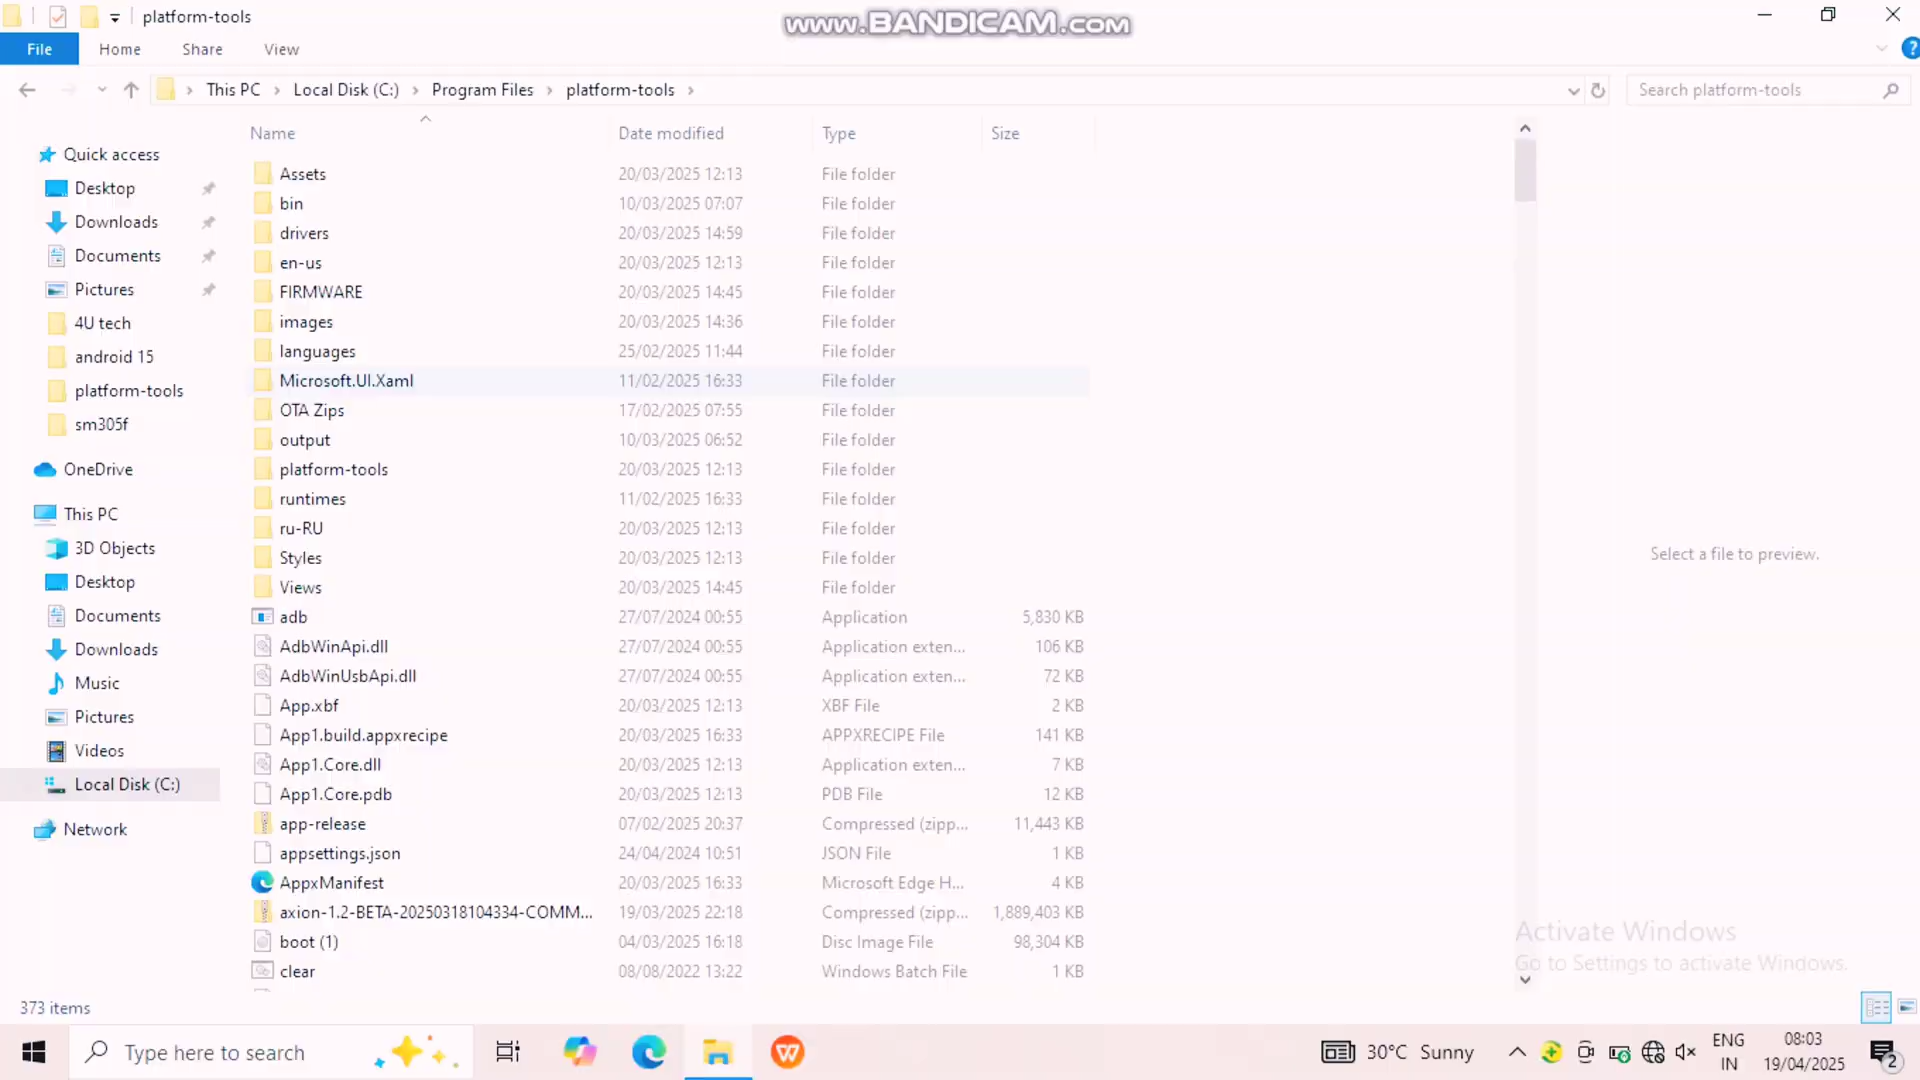 platform-tools
www.BANDICAM.com
File Home Share View
This PC > Local Disk (C:) > Program Files > platform-tools >
Search platform-tools
Name Date modified Type Size
Quick access
Desktop
Downloads
Documents
Pictures
4U tech
android 15
platform-tools
sm305f
OneDrive
This PC
3D Objects
Desktop
Documents
Downloads
Music
Pictures
Videos
Local Disk (C:)
Network
Assets 20/03/2025 12:13 File folder
bin 10/03/2025 07:07 File folder
drivers 20/03/2025 14:59 File folder
en-us 20/03/2025 12:13 File folder
FIRMWARE 20/03/2025 14:45 File folder
images 20/03/2025 14:36 File folder
languages 25/02/2025 11:44 File folder
Microsoft.UI.Xaml 11/02/2025 16:33 File folder
OTA Zips 17/02/2025 07:55 File folder
output 10/03/2025 06:52 File folder
platform-tools 20/03/2025 12:13 File folder
runtimes 11/02/2025 16:33 File folder
ru-RU 20/03/2025 12:13 File folder
Styles 20/03/2025 12:13 File folder
Views 20/03/2025 14:45 File folder
adb 27/07/2024 00:55 Application 5,830 KB
AdbWinApi.dll 27/07/2024 00:55 Application exten... 106 KB
AdbWinUsbApi.dll 27/07/2024 00:55 Application exten... 72 KB
App.xbf 20/03/2025 12:13 XBF File 2 KB
App1.build.appxrecipe 20/03/2025 16:33 APPXRECIPE File 141 KB
App1.Core.dll 20/03/2025 12:13 Application exten... 7 KB
App1.Core.pdb 20/03/2025 12:13 PDB File 12 KB
app-release 07/02/2025 20:37 Compressed (zipp... 11,443 KB
appsettings.json 24/04/2024 10:51 JSON File 1 KB
AppxManifest 20/03/2025 16:33 Microsoft Edge H... 4 KB
axion-1.2-BETA-20250318104334-COMM... 19/03/2025 22:18 Compressed (zipp... 1,889,403 KB
boot (1) 04/03/2025 16:18 Disc Image File 98,304 KB
clear 08/08/2022 13:22 Windows Batch File 1 KB
Select a file to preview.
Activate Windows
Go to Settings to activate Windows.
373 items
Type here to search
30°C Sunny
ENG
IN
08:03
19/04/2025
2